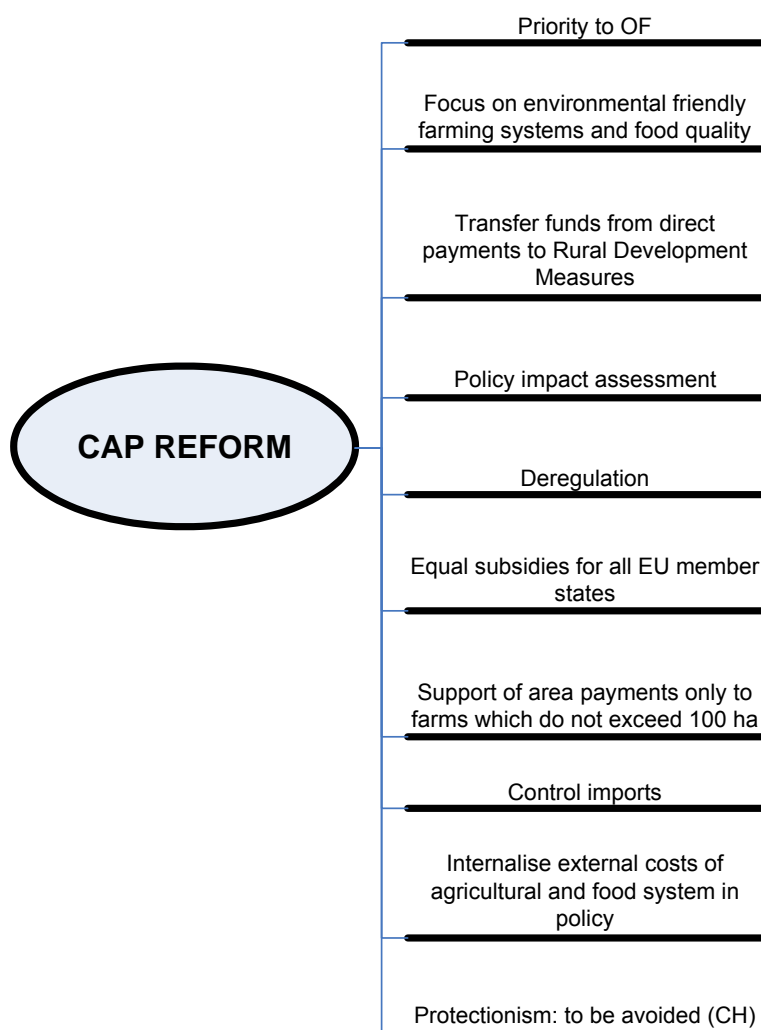 Priority to OF
Focus on environmental friendly
farming systems and food quality
Transfer funds from direct
payments to Rural Development
Measures
Policy impact assessment
CAP REFORM
Deregulation
Equal subsidies for all EU member
states
Support of area payments only to
farms which do not exceed 100 ha
Control imports
Internalise external costs of
agricultural and food system in
policy
Protectionism: to be avoided (CH)